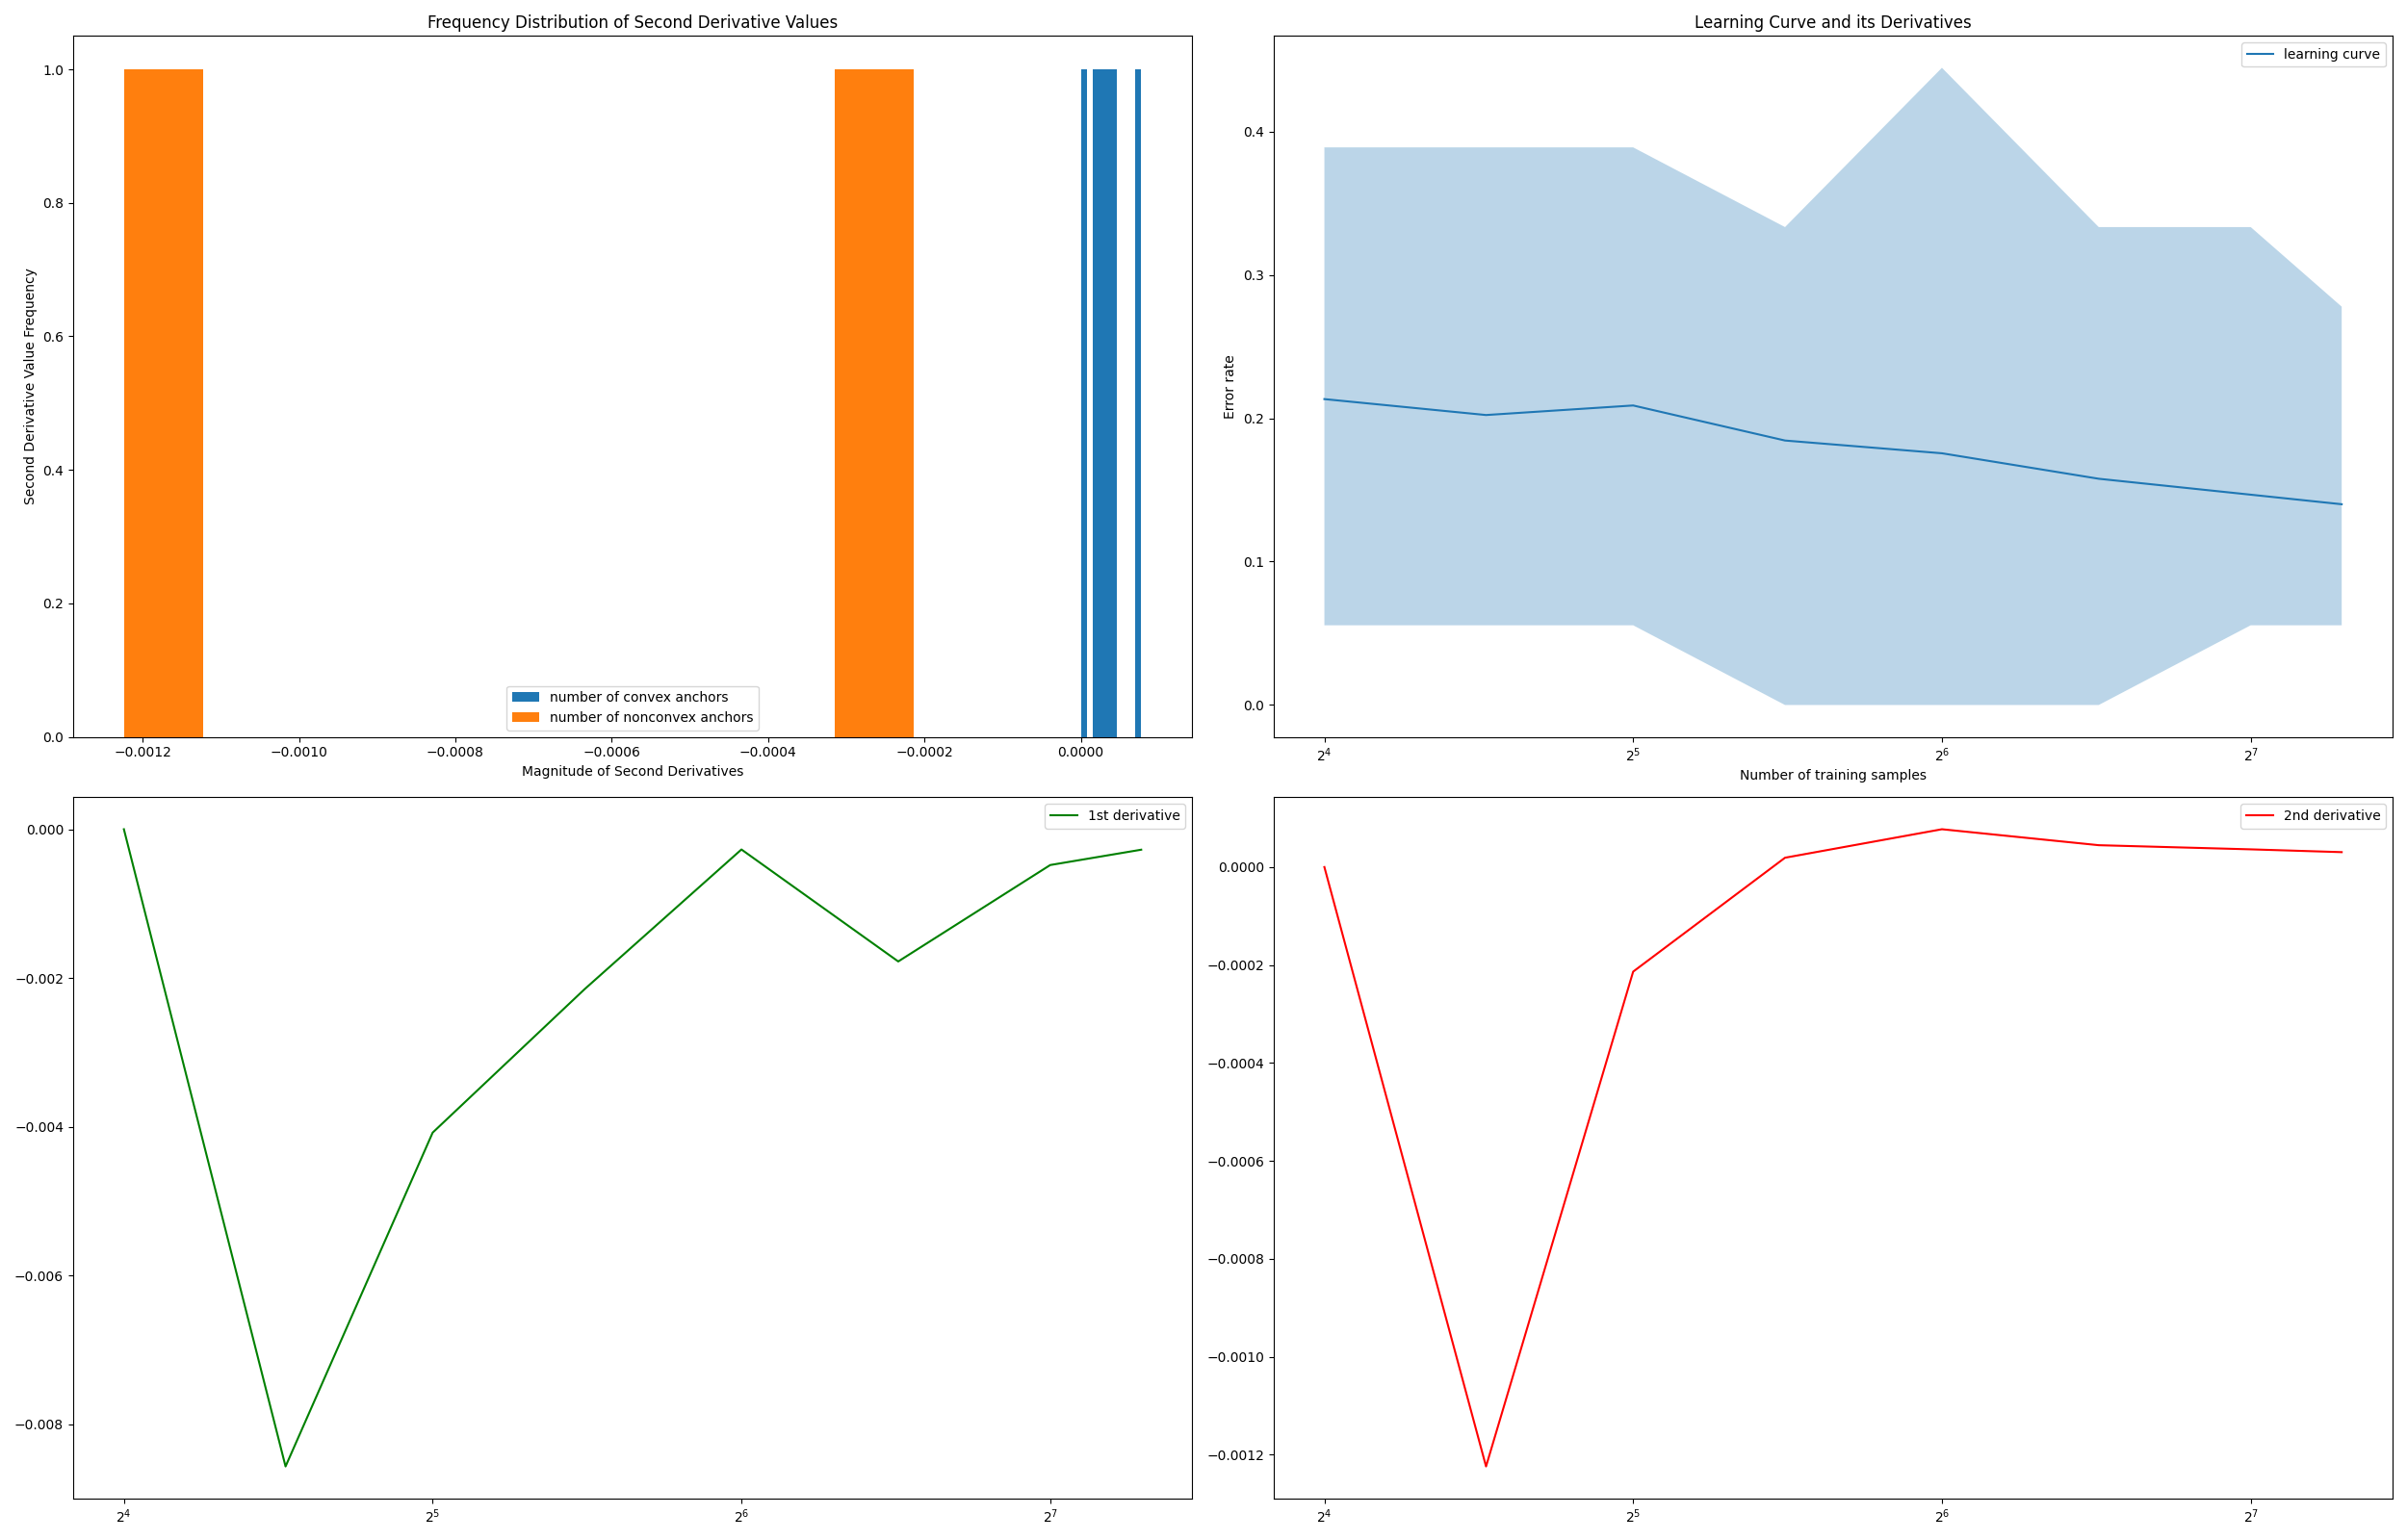 Frequency Distribution of Second Derivative Values
Second Derivative Value Frequency
1.0
0.8
0.6
0.4
0.2
0.0
number of convex anchors
number of nonconvex anchors
−0.0012 −0.0010 −0.0008 −0.0006 −0.0004 −0.0002 0.0000
Magnitude of Second Derivatives
Learning Curve and its Derivatives
learning curve
Error rate
0.4
0.3
0.2
0.1
0.0
2⁴ 2⁵ 2⁶ 2⁷
Number of training samples
1st derivative
0.000
−0.002
−0.004
−0.006
−0.008
2⁴ 2⁵ 2⁶ 2⁷
2nd derivative
0.0000
−0.0002
−0.0004
−0.0006
−0.0008
−0.0010
−0.0012
2⁴ 2⁵ 2⁶ 2⁷